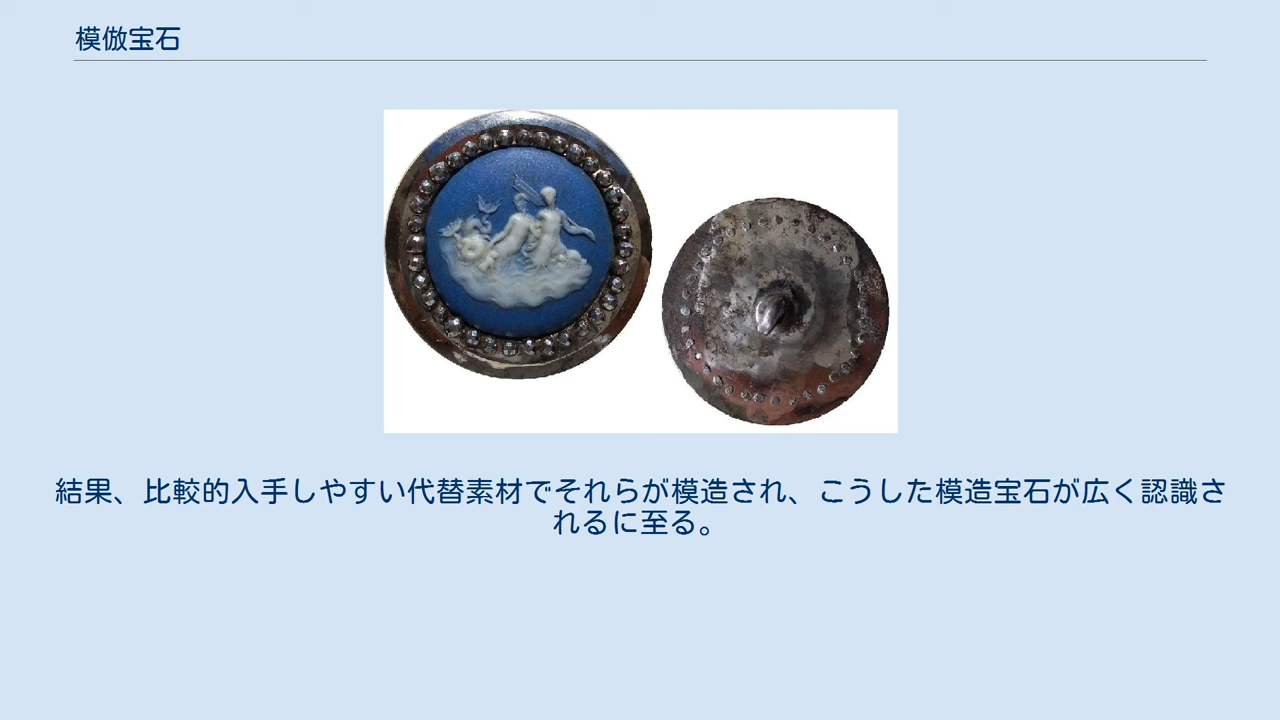 模倣宝石
結果、比較的入手しやすい代替素材でそれらが模造され、こうした模造宝石が広く認識さ
れるに至る。